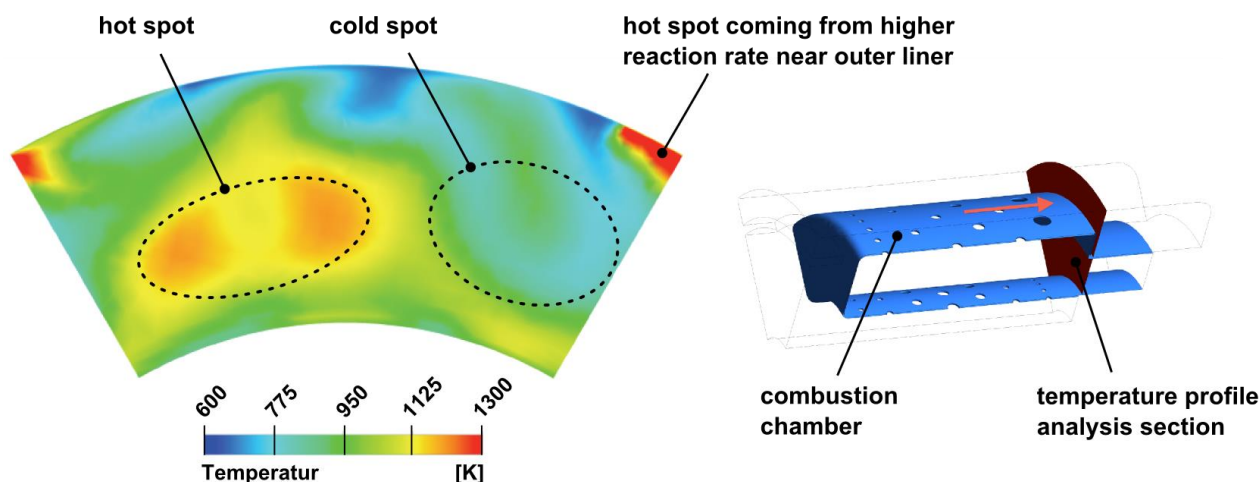 hot spot
cold spot
hot spot coming from higher
reaction rate near outer liner
600
775
950
1125
1300
Temperatur
[K]
combustion
chamber
temperature profile
analysis section